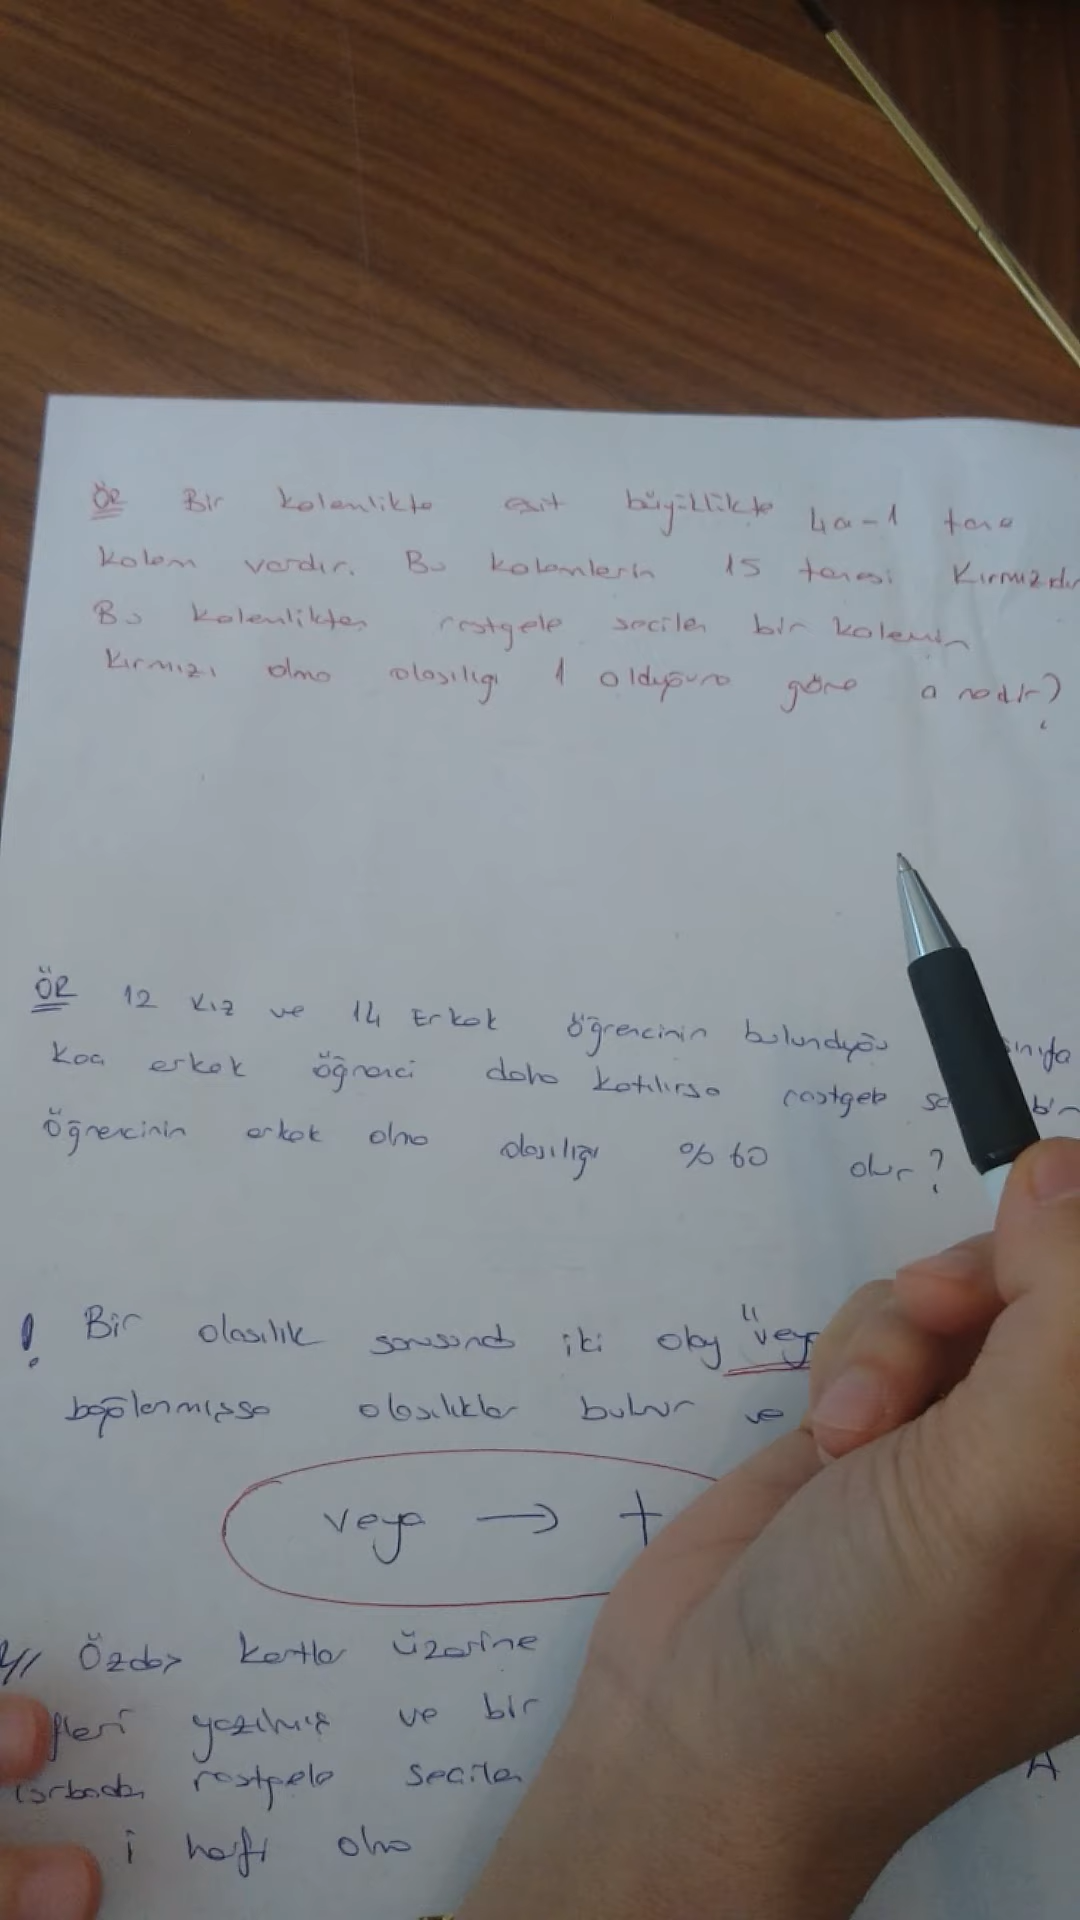 ÖR Bir kalemlikte eşit büyüklükte 4a-1 tane
kalem vardır. Bu kalemlerin 15 tanesi Kırmızıdır
Bu kalemlikten rastgele seçilen bir kalemin
Kırmızı olma olasılığı 1 olduğuna göre a nedir?
ÖR 12 Kız ve 14 Erkek öğrencinin bulunduğu
kaç erkek öğrenci daha katılırsa rastgele bir
Öğrencinin erkek olma olasılığı %60 olur?
! Bir olasılık sorusunda iki olay "veya
bağlanmışsa olasılıklar bulunur ve
veya → +
Özdeş kartlar üzerine
yazılmış ve bir
rastgele seçilen
i harfi olma
A